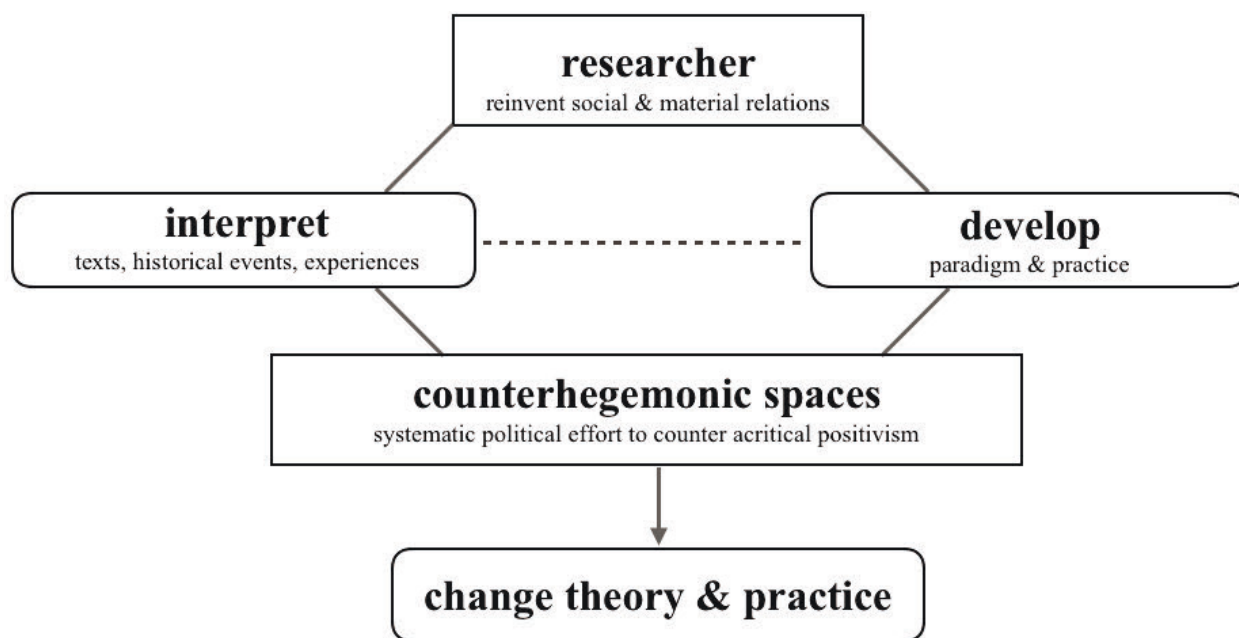 researcher
reinvent social & material relations
interpret
texts, historical events, experiences
develop
paradigm & practice
counterhegemonic spaces
systematic political effort to counter acritical positivism
change theory & practice